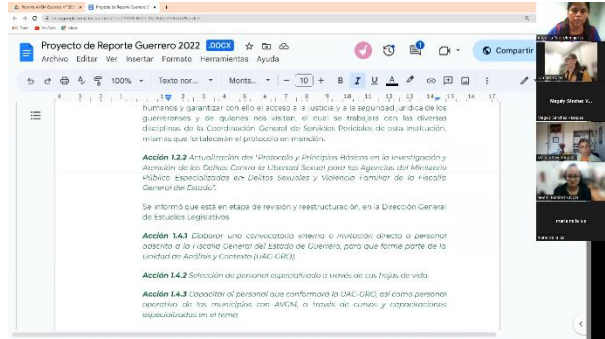 Proyecto de Reporte Guerrero 2022 .DOCX
Compartir
Archivo Editar Ver Insertar Formato Herramientas Ayuda
100% Texto nor... Monts... 10
humanos y garantizar con ello el acceso a la justicia y a la seguridad jurídica de los
guerrerenses y de quienes nos visitan, el cual se trabajara con las diversas
disciplinas de la Coordinación General de Servicios Periciales de esta institución,
mismas que fortalecerán el protocolo en mención.
Acción 1.2.2 Actualización del "Protocolo y Principios Básicos en la Investigación y
Atención de los Delitos Contra la Libertad Sexual para las Agencias del Ministerio
Público Especializadas en Delitos Sexuales y Violencia Familiar de la Fiscalía
General del Estado".
Se informó que está en etapa de revisión y reestructuración, en la Dirección General
de Estudios Legislativos.
Acción 1.4.1 Elaborar una convocatoria interna o invitación directa a personal
adscrito a la Fiscalía General del Estado de Guerrero, para que forme parte de la
Unidad de Análisis y Contexto (UAC-GRO).
Acción 1.4.2 Selección de personal especializado a través de sus hojas de vida.
Acción 1.4.3 Capacitar al personal que conformará la UAC-GRO, así como personal
operativo de los municipios con AVGM, a través de cursos y capacitaciones
especializadas en el tema
Magaly Sánchez V...